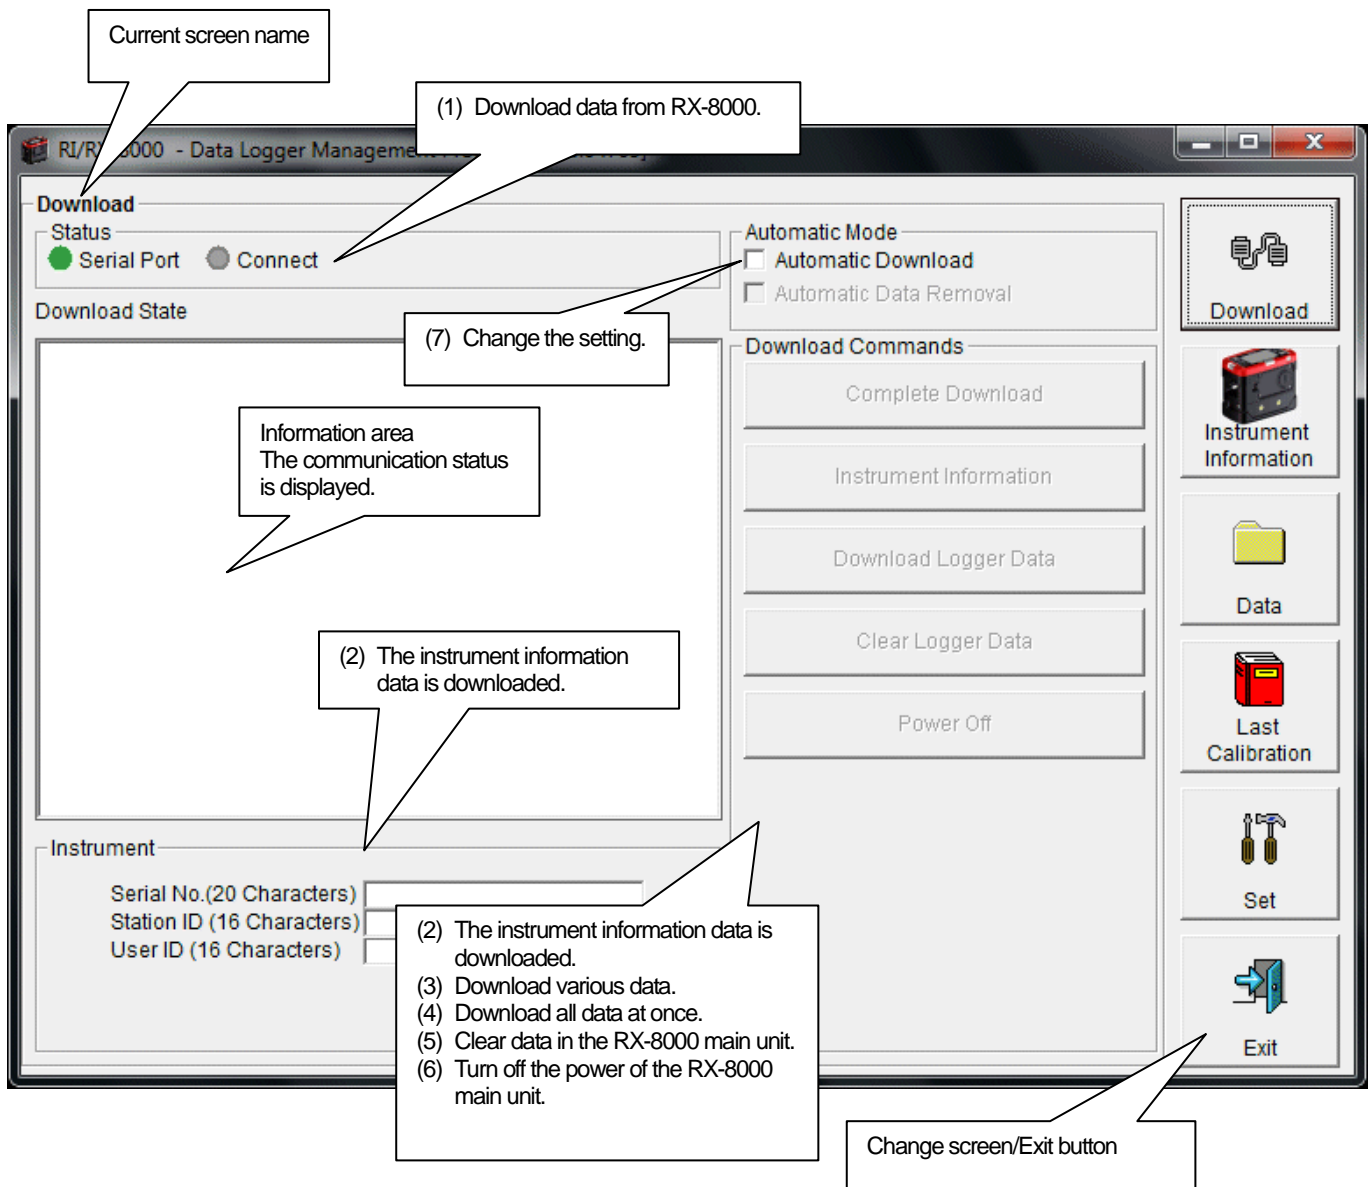 Current screen name
(1) Download data from RX-8000.
RI/RX-8000 - Data Logger Management
Download
Status
Serial Port
Connect
Automatic Mode
Automatic Download
Automatic Data Removal
Download State
(7) Change the setting.
Download Commands
Complete Download
Instrument Information
Download Logger Data
Clear Logger Data
Power Off
Information area
The communication status
is displayed.
(2) The instrument information
data is downloaded.
Instrument
Serial No.(20 Characters)
Station ID (16 Characters)
User ID (16 Characters)
(2) The instrument information data is
downloaded.
(3) Download various data.
(4) Download all data at once.
(5) Clear data in the RX-8000 main unit.
(6) Turn off the power of the RX-8000
main unit.
Download
Instrument
Information
Data
Last
Calibration
Set
Exit
Change screen/Exit button